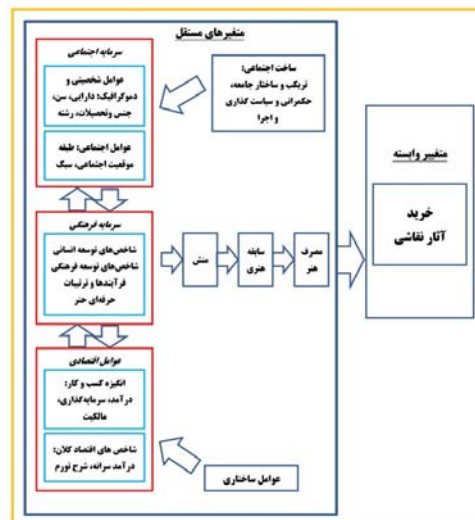 متغیرهای مستقل
سرمایه اجتماعی
عوامل شخصیتی و
دموگرافیک: دارایی، سن،
جنس وتحصیلات، رشته
عوامل اجتماعی: طبقه
موقعیت اجتماعی، سبک
ساخت اجتماعی:
ترکیب و ساختار جامعه،
حکمرانی و سیاست گذاری
و اجرا
سرمایه فرهنگی
شاخص‌های توسعه انسانی
شاخص‌های توسعه فرهنگی
فرآیندها و ترتیبات
حرفه‌ای هنر
منش
سابقه
هنری
مصرف
هنر
متغییر وابسته
خرید
آثار نقاشی
عوامل اقتصادی
انگیزه کسب و کار:
درآمد، سرمایه‌گذاری،
مالکیت
شاخص های اقتصاد کلان:
درآمد سرانه، شرح تورم
عوامل ساختاری